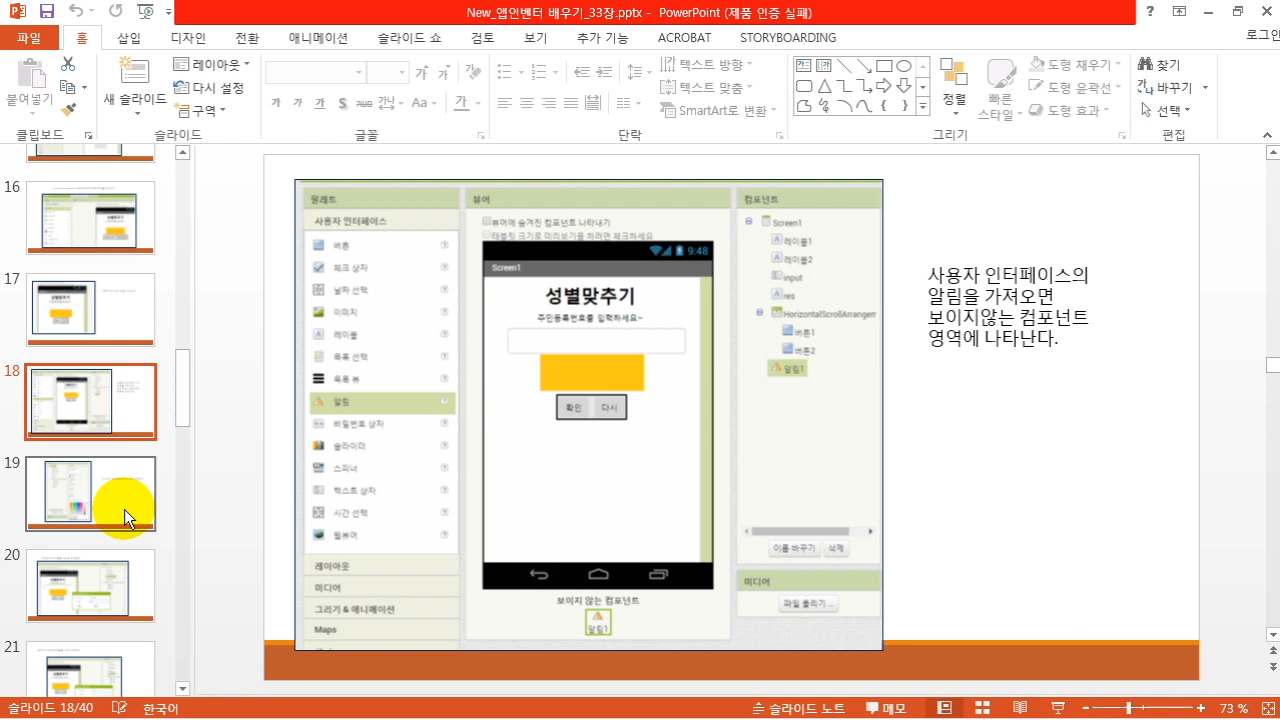 New_앱인벤터 배우기_33장.pptx - PowerPoint (제품 인증 실패)
파일 홈 삽입 디자인 전환 애니메이션 슬라이드 쇼 검토 보기 추가 기능 ACROBAT STORYBOARDING 로그인
붙여넣기
새 슬라이드
레이아웃
다시 설정
구역
텍스트 방향
텍스트 맞춤
SmartArt로 변환
정렬
빠른 스타일
도형 채우기
도형 윤곽선
도형 효과
찾기
바꾸기
선택
클립보드 슬라이드 글꼴 단락 그리기 편집
16
17
18
19
20
21
팔레트
사용자 인터페이스
버튼
체크 상자
날짜 선택
이미지
레이블
목록 선택
목록 뷰
알림
비밀번호 상자
슬라이더
스피너
텍스트 상자
시간 선택
웹뷰어
레이아웃
미디어
그리기 & 애니메이션
Maps
뷰어
뷰어에 숨겨진 컴포넌트 나타내기
태블릿 크기로 미리보기를 하려면 체크하세요
9:48
Screen1
성별맞추기
주민등록번호를 입력하세요~
확인 다시
보이지 않는 컴포넌트
알림1
컴포넌트
Screen1
레이블1
레이블2
input
res
HorizontalScrollArrangem
버튼1
버튼2
알림1
이름 바꾸기 삭제
미디어
파일 올리기 ...
사용자 인터페이스의
알림을 가져오면
보이지않는 컴포넌트
영역에 나타난다.
슬라이드 18/40 한국어 슬라이드 노트 메모 73 %